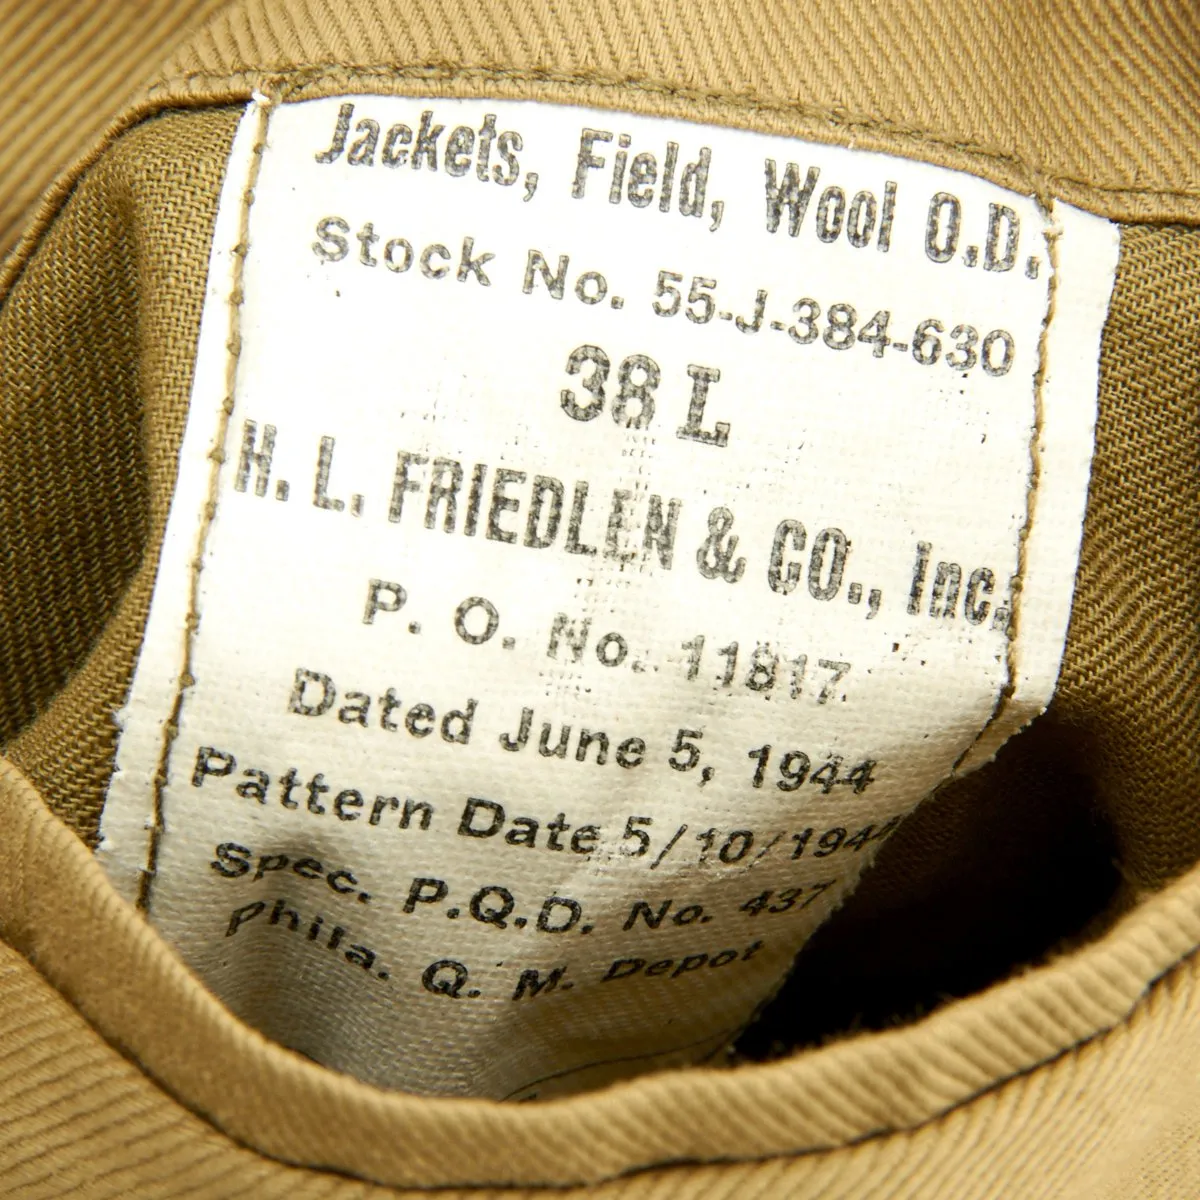 Jackets, Field, Wool O.D.
Stock No. 55-J-384-630
38 L
H. L. FRIEDLEN & CO., Inc.
P. O. No. 11817
Dated June 5, 1944
Pattern Date 5/10/1944
Spec. P.Q.D. No. 437
Phila. Q. M. Depot